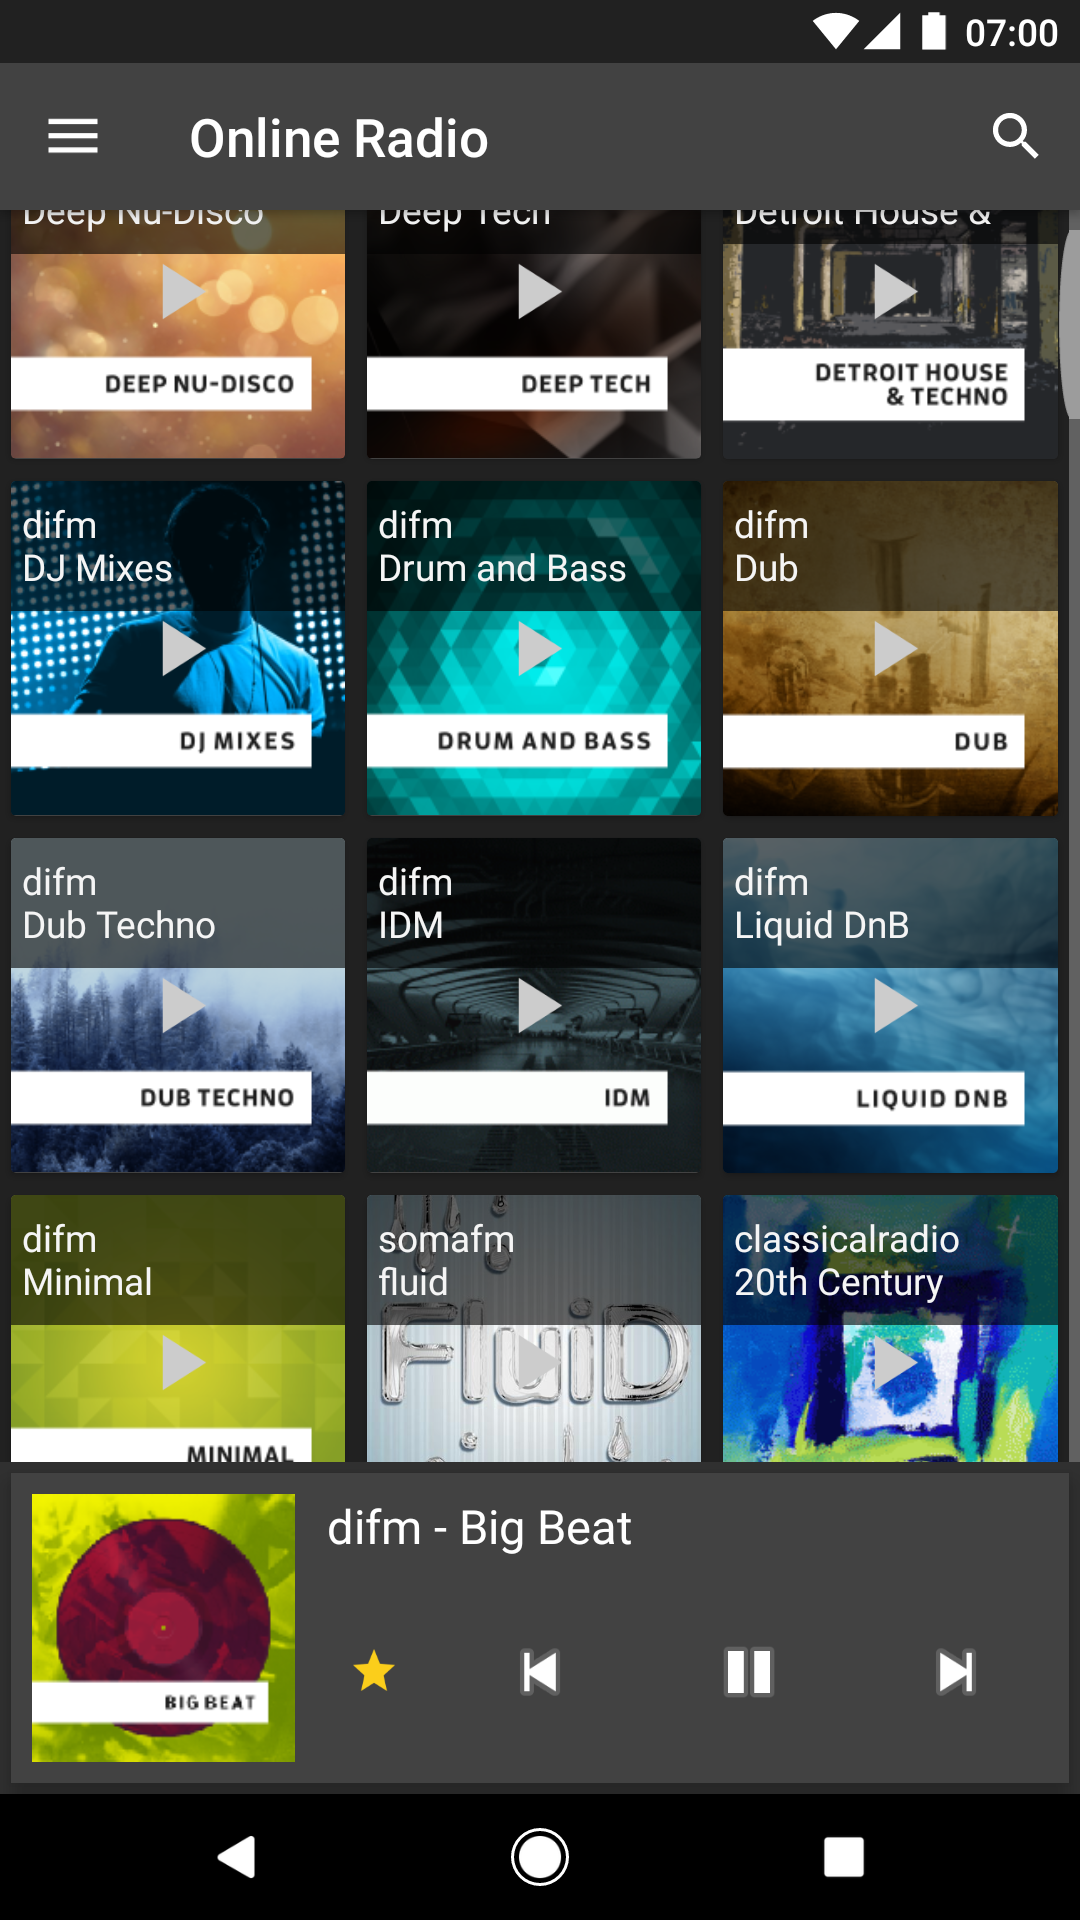 07:00
Online Radio
Deep Nu-Disco
Deep Tech
Detroit House &
DEEP NU-DISCO
DEEP TECH
DETROIT HOUSE
& TECHNO
difm
DJ Mixes
difm
Drum and Bass
difm
Dub
DJ MIXES
DRUM AND BASS
DUB
difm
Dub Techno
difm
IDM
difm
Liquid DnB
DUB TECHNO
IDM
LIQUID DNB
difm
Minimal
somafm
fluid
classicalradio
20th Century
FluiD
MINIMAL
difm - Big Beat
BIG BEAT